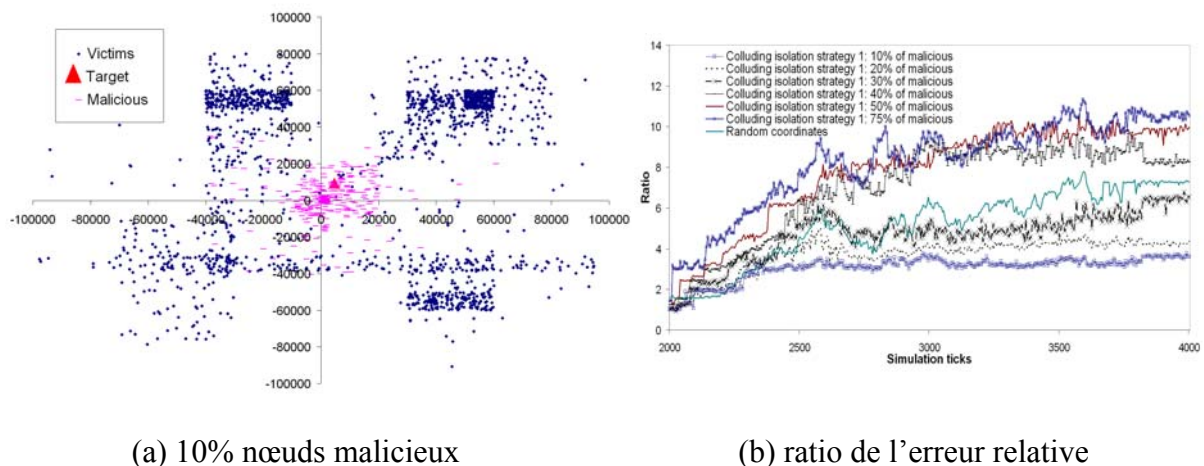 100000
80000
60000
40000
20000
0
-20000
-40000
-60000
-80000
-100000
-100000 -80000 -60000 -40000 -20000 0 20000 40000 60000 80000 100000
Victims
Target
Malicious
14
12
10
8
6
4
2
0
Ratio
Colluding isolation strategy 1: 10% of malicious
Colluding isolation strategy 1: 20% of malicious
Colluding isolation strategy 1: 30% of malicious
Colluding isolation strategy 1: 40% of malicious
Colluding isolation strategy 1: 50% of malicious
Colluding isolation strategy 1: 75% of malicious
Random coordinates
2000 2500 3000 3500 4000
Simulation ticks
(a) 10% nœuds malicieux
(b) ratio de l’erreur relative